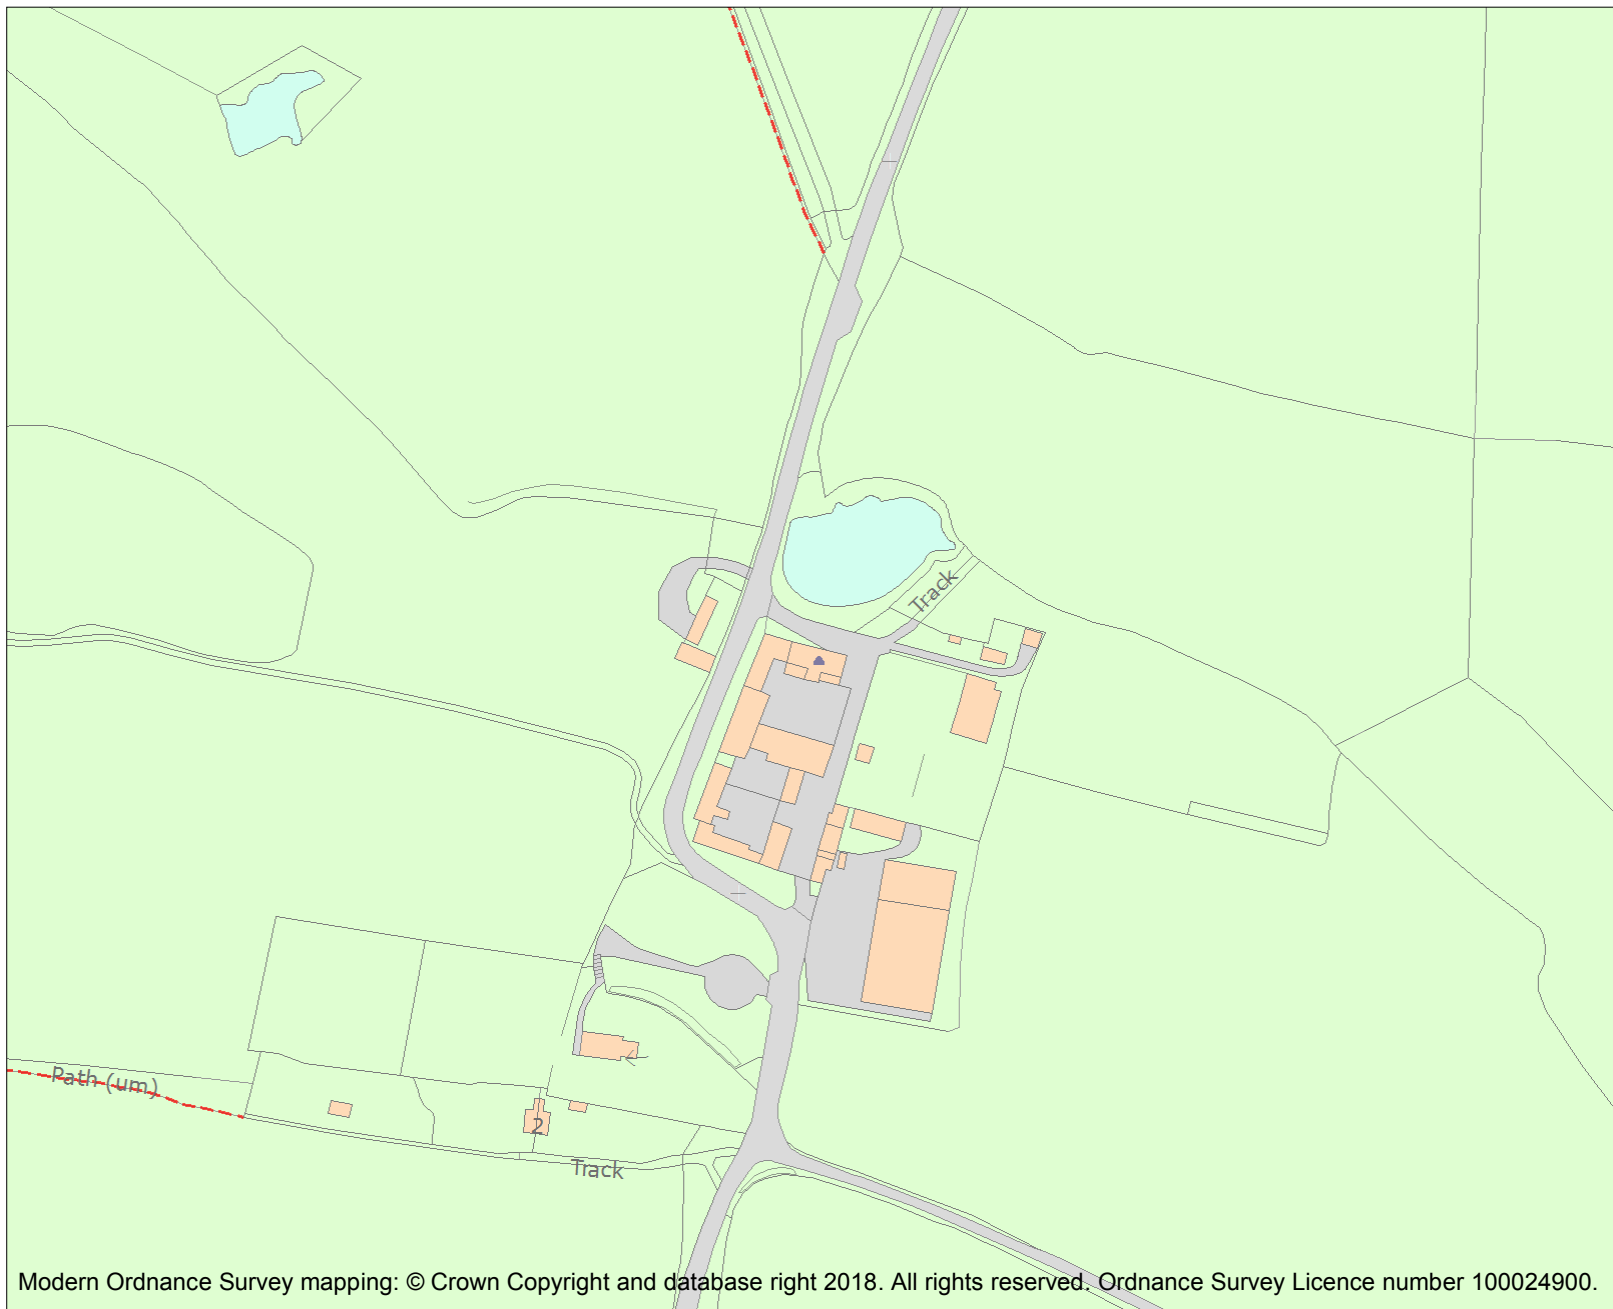 Track
Path (um)
2
Track
Modern Ordnance Survey mapping: © Crown Copyright and database right 2018. All rights reserved. Ordnance Survey Licence number 100024900.